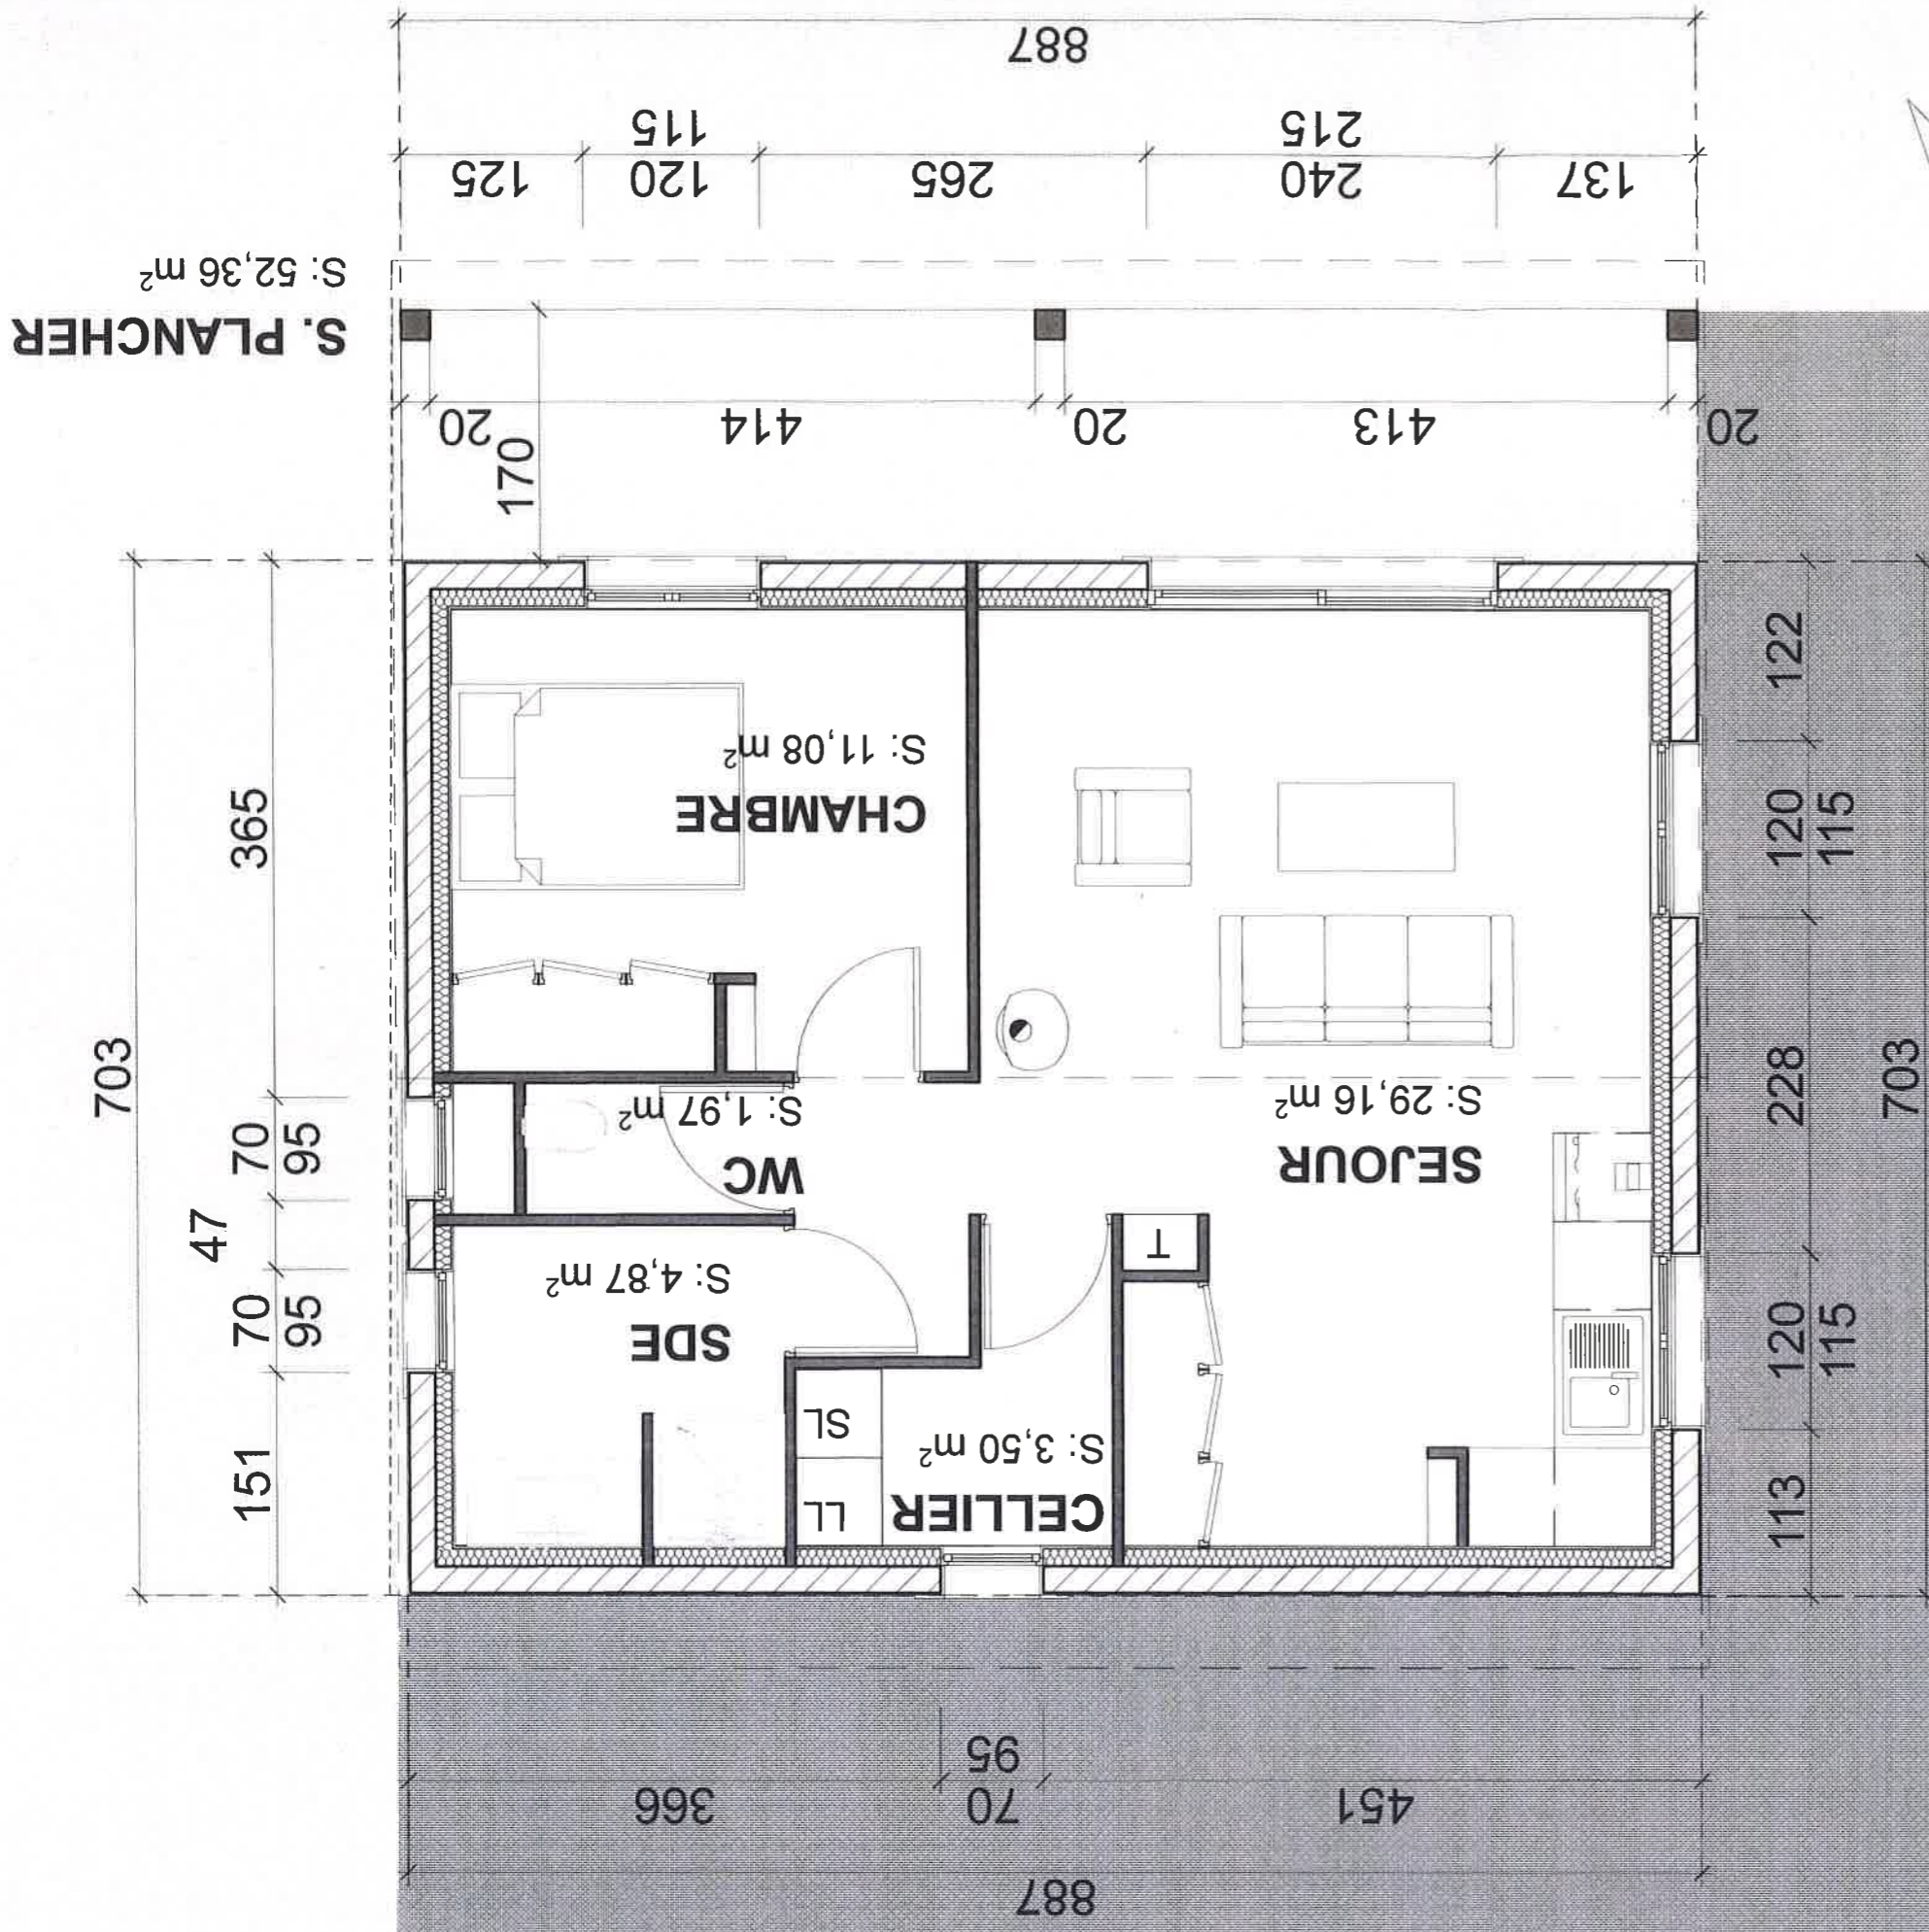 887
451 70 366
95
113
120
115
228
120
115
122
703
CELLIER
S: 3,50 m²
LL
SL
SDE
S: 4,87 m²
T
SEJOUR
S: 29,16 m²
WC
S: 1,97 m²
CHAMBRE
S: 11,08 m²
151
70
95
47
70
95
365
703
170
20 413 20 414 20
S. PLANCHER
S: 52,36 m²
137 240 265 120 125
215 115
887